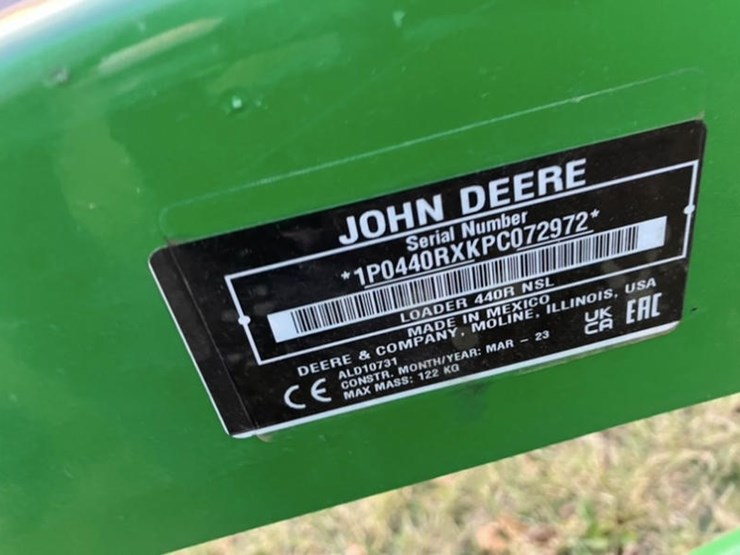 JOHN DEERE
Serial Number
*1P0440RXKPC072972*
LOADER 440R NSL
MADE IN MEXICO
DEERE & COMPANY, MOLINE, ILLINOIS, USA
ALD10731
CONSTR. MONTH/YEAR: MAR - 23
MAX MASS: 122 KG
CE
UK
CA
EAC